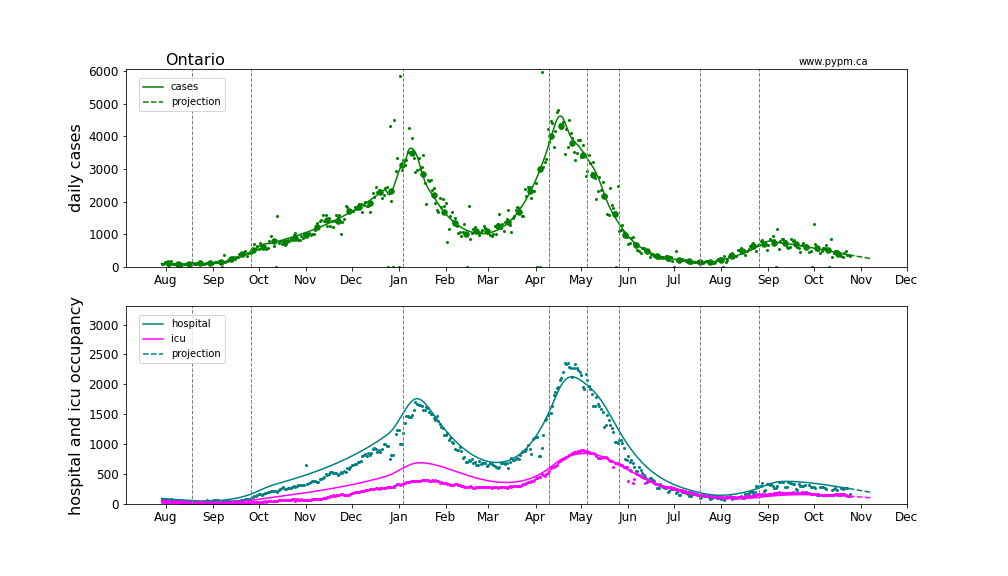 Ontario
www.pypm.ca
daily cases
6000
5000
4000
3000
2000
1000
0
cases
projection
Aug Sep Oct Nov Dec Jan Feb Mar Apr May Jun Jul Aug Sep Oct Nov Dec
hospital and icu occupancy
3000
2500
2000
1500
1000
500
0
hospital
icu
projection
Aug Sep Oct Nov Dec Jan Feb Mar Apr May Jun Jul Aug Sep Oct Nov Dec